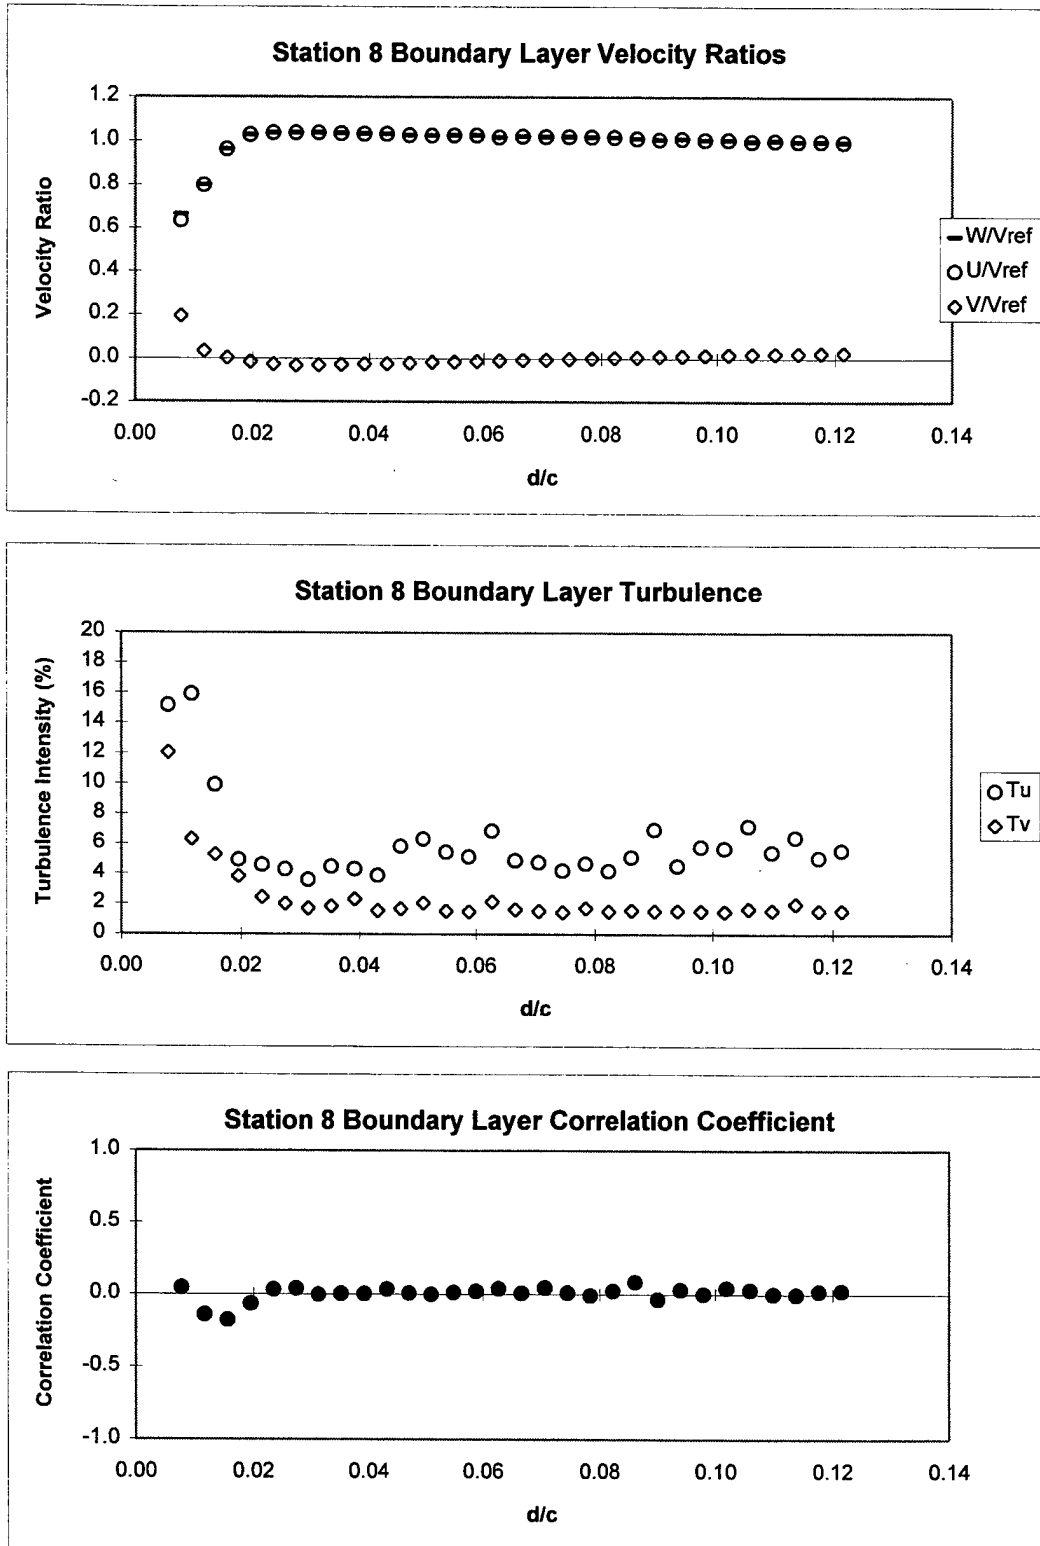 Station 8 Boundary Layer Velocity Ratios
Velocity Ratio
1.2
1.0
0.8
0.6
0.4
0.2
0.0
-0.2
0.00 0.02 0.04 0.06 0.08 0.10 0.12 0.14
d/c
W/Vref
U/Vref
V/Vref
Station 8 Boundary Layer Turbulence
Turbulence Intensity (%)
20
18
16
14
12
10
8
6
4
2
0
0.00 0.02 0.04 0.06 0.08 0.10 0.12 0.14
d/c
Tu
Tv
Station 8 Boundary Layer Correlation Coefficient
Correlation Coefficient
1.0
0.5
0.0
-0.5
-1.0
0.00 0.02 0.04 0.06 0.08 0.10 0.12 0.14
d/c